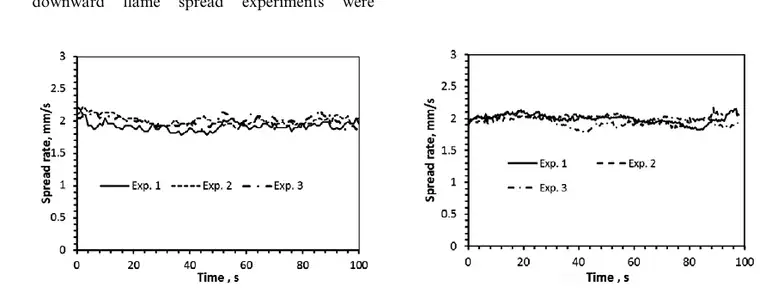 downward flame spread experiments were
3
2.5
2
1.5
1
0.5
0
Spread rate, mm/s
Exp. 1 Exp. 2 Exp. 3
0 20 40 60 80 100
Time , s
3
2.5
2
1.5
1
0.5
0
Spread rate, mm/s
Exp. 1 Exp. 2
Exp. 3
0 20 40 60 80 100
Time , s